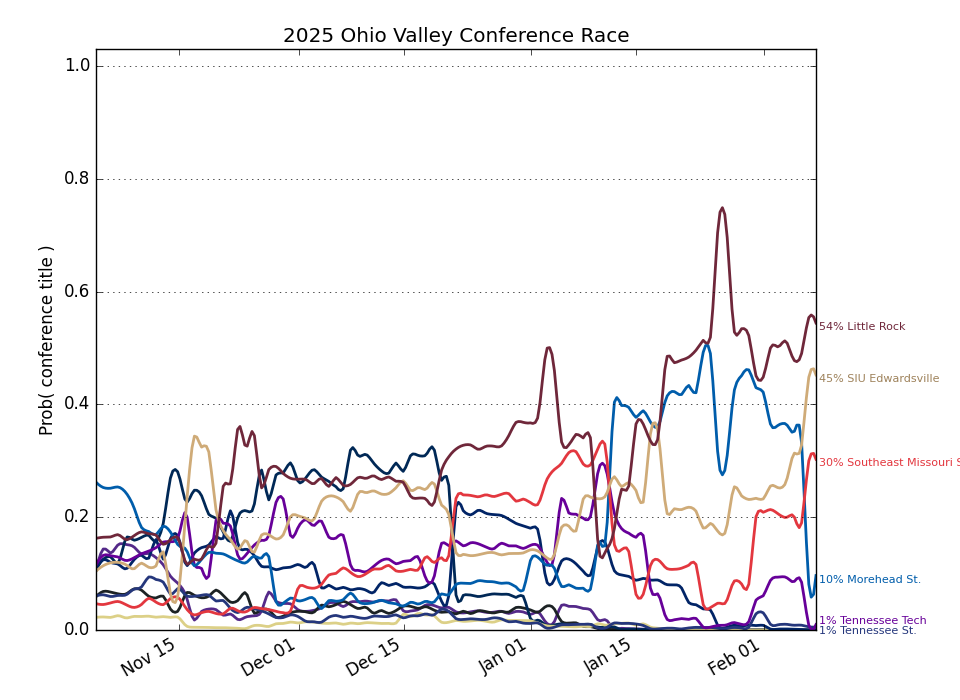 2025 Ohio Valley Conference Race
1.0
0.8
0.6
0.4
0.2
0.0
Prob( conference title )
54% Little Rock
45% SIU Edwardsville
30% Southeast Missouri S
10% Morehead St.
1% Tennessee Tech
1% Tennessee St.
Nov 15
Dec 01
Dec 15
Jan 01
Jan 15
Feb 01